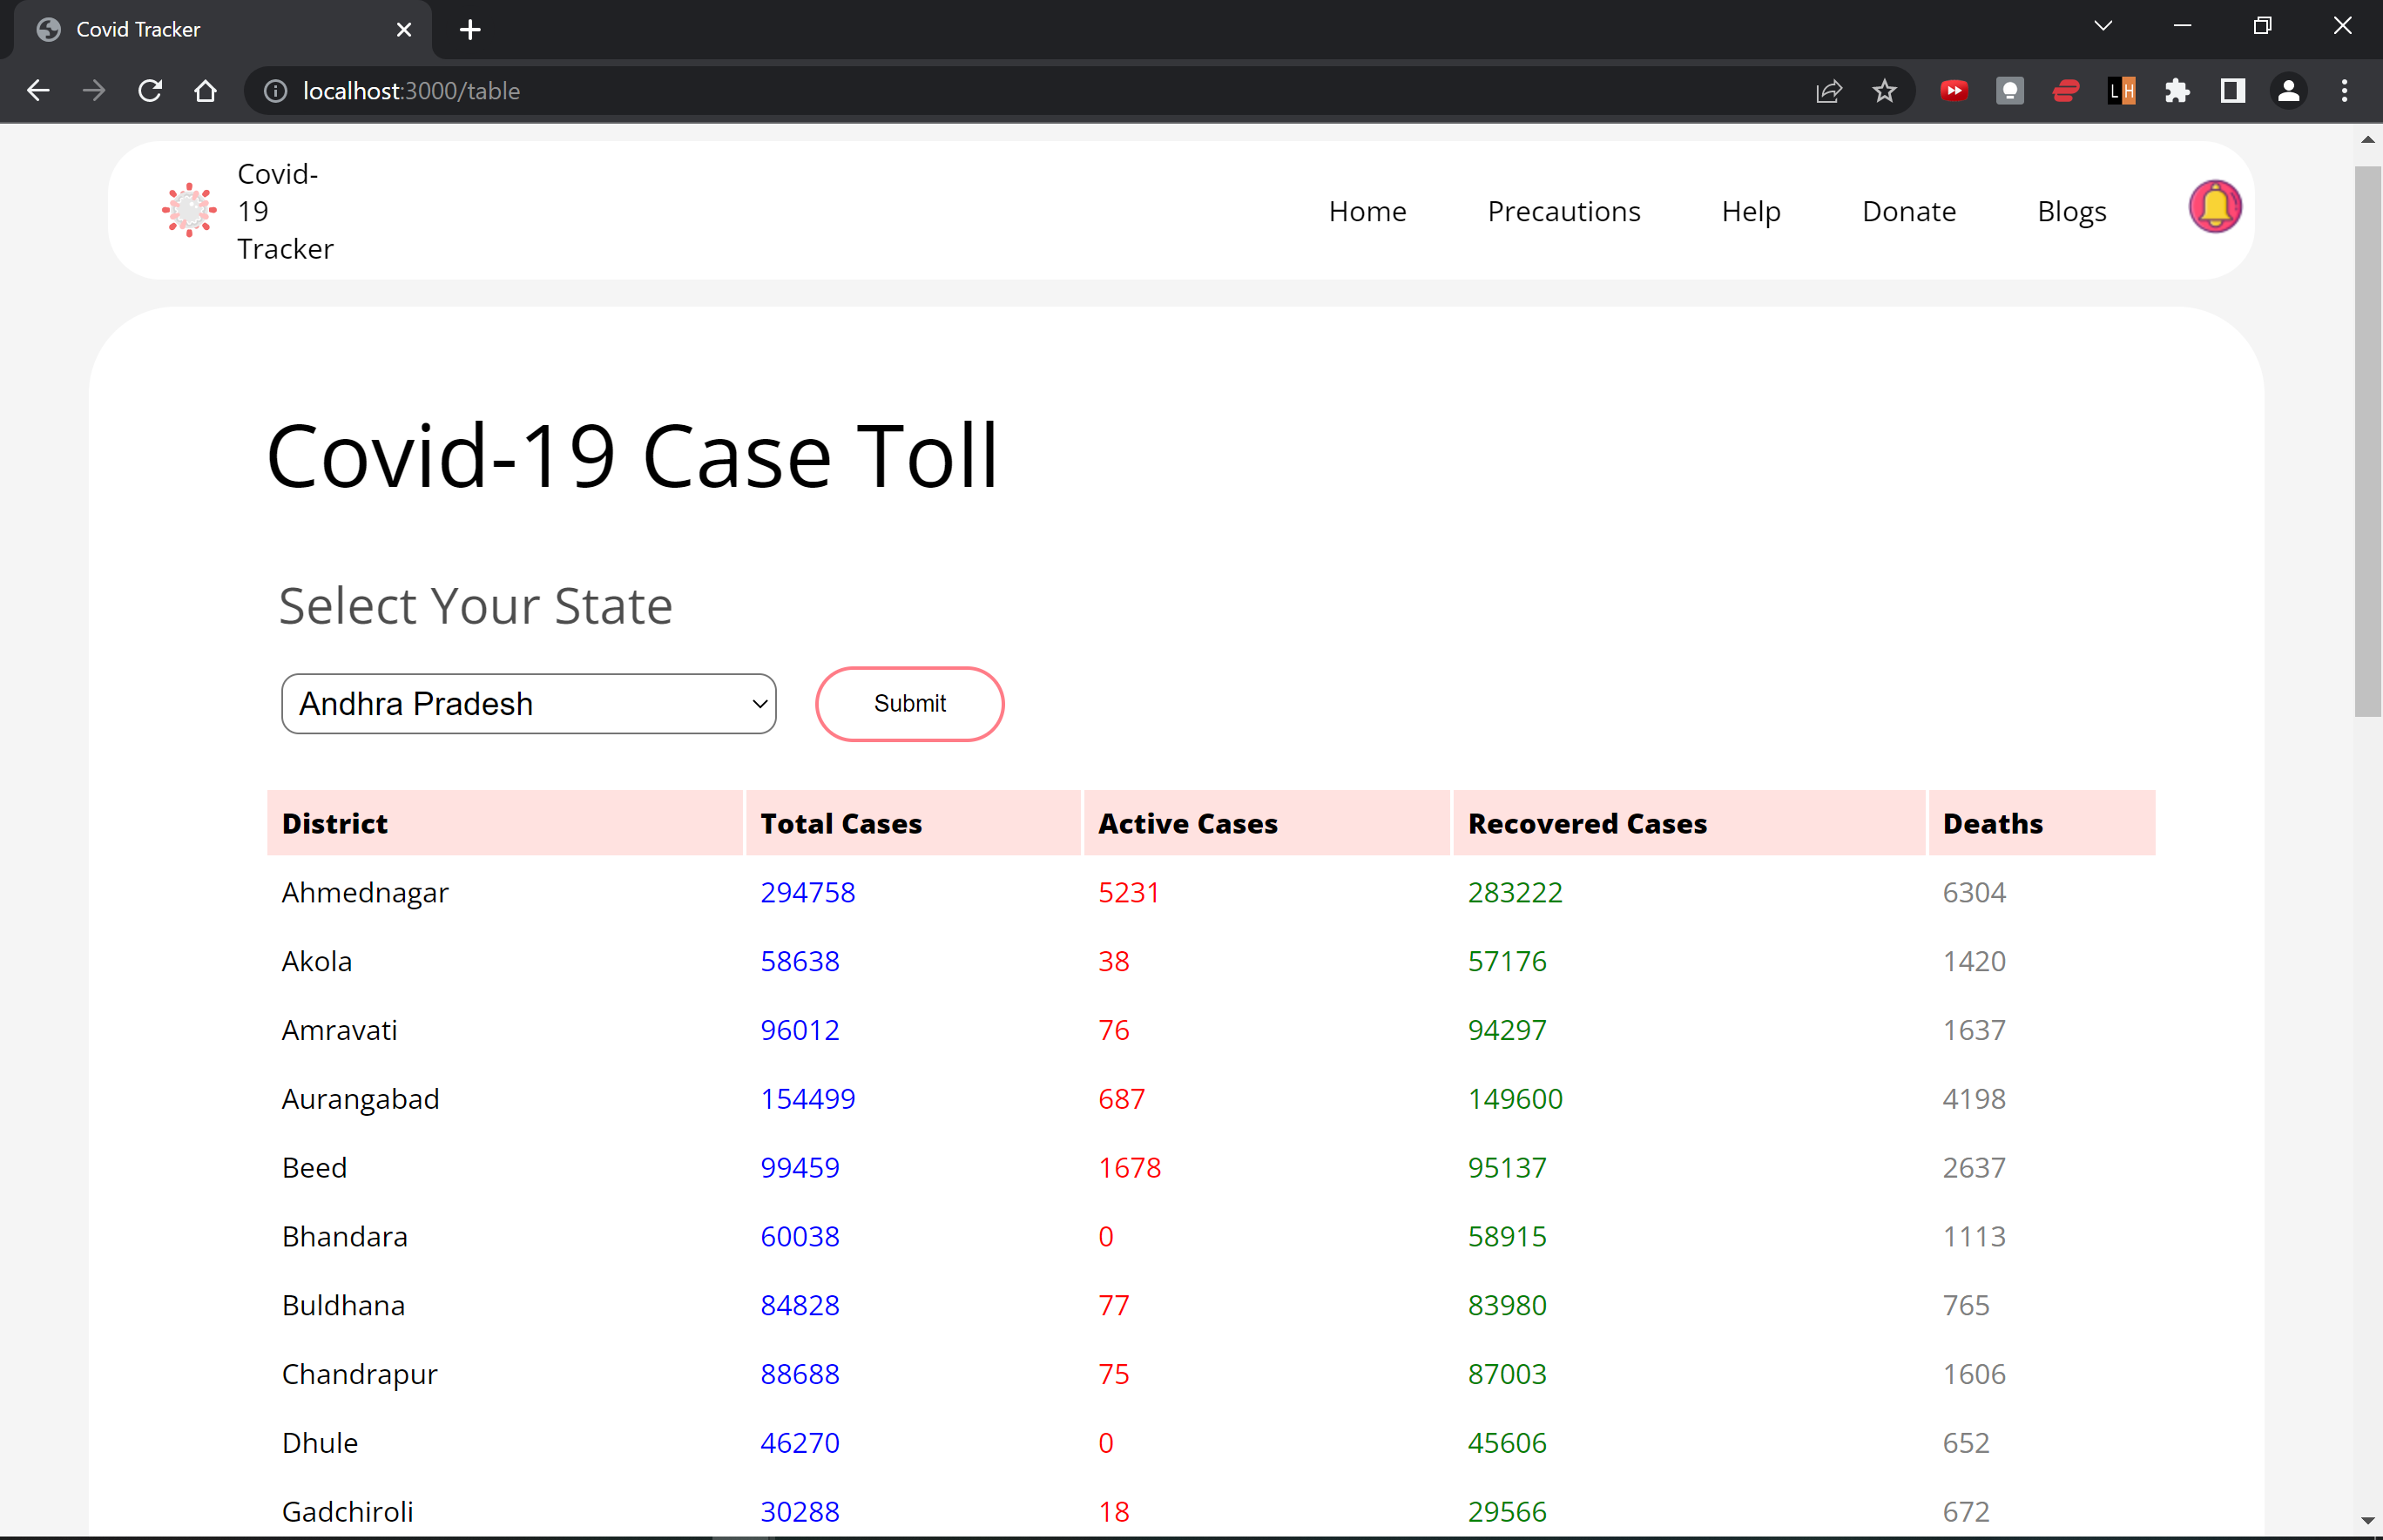 Covid Tracker
localhost:3000/table
LH
Covid-
19
Tracker
Home Precautions Help Donate Blogs
Covid-19 Case Toll
Select Your State
Andhra Pradesh Submit
District Total Cases Active Cases Recovered Cases Deaths
Ahmednagar 294758 5231 283222 6304
Akola 58638 38 57176 1420
Amravati 96012 76 94297 1637
Aurangabad 154499 687 149600 4198
Beed 99459 1678 95137 2637
Bhandara 60038 0 58915 1113
Buldhana 84828 77 83980 765
Chandrapur 88688 75 87003 1606
Dhule 46270 0 45606 652
Gadchiroli 30288 18 29566 672